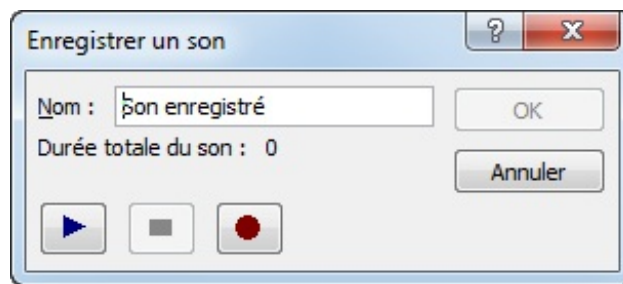 Enregistrer un son
?
X
Nom : Son enregistré
OK
Durée totale du son : 0
Annuler